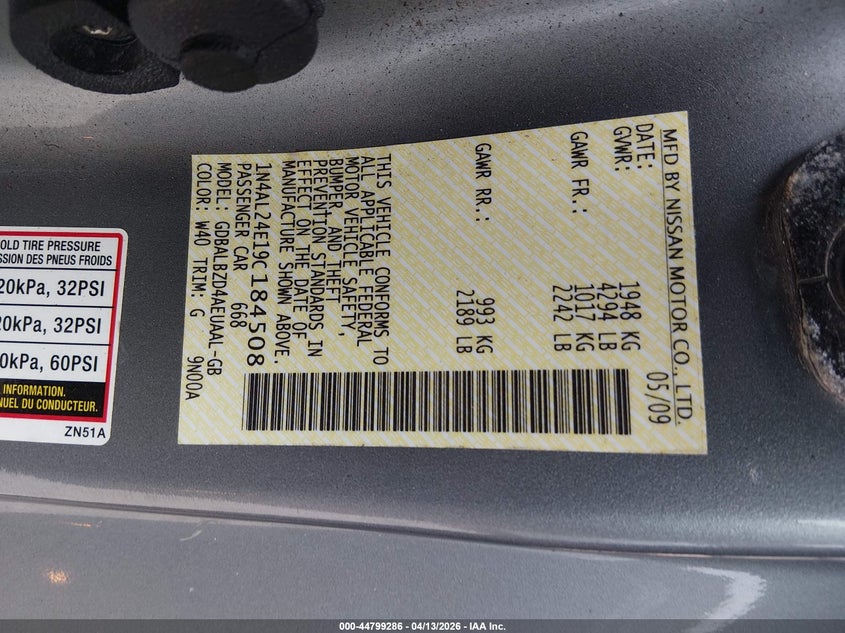 MFD BY NISSAN MOTOR CO., LTD.
DATE: 05/09
GVWR: 1948 KG
4294 LB
GAWR FR.: 1017 KG
2242 LB
GAWR RR.: 993 KG
2189 LB
THIS VEHICLE CONFORMS TO
ALL APPLICABLE FEDERAL
MOTOR VEHICLE SAFETY,
BUMPER, AND THEFT
PREVENTION STANDARDS IN
EFFECT ON THE DATE OF
MANUFACTURE SHOWN ABOVE.
1N4AL24E19C184508
PASSENGER CAR 668
MODEL: GDBALBZD4AEUAAL-GB
COLOR: W40 TRIM: G 9N00A
OLD TIRE PRESSURE
SSION DES PNEUS FROIDS
20kPa, 32PSI
20kPa, 32PSI
0kPa, 60PSI
INFORMATION.
NUEL DU CONDUCTEUR.
ZN51A
000-44799286 - 04/13/2026 - IAA Inc.